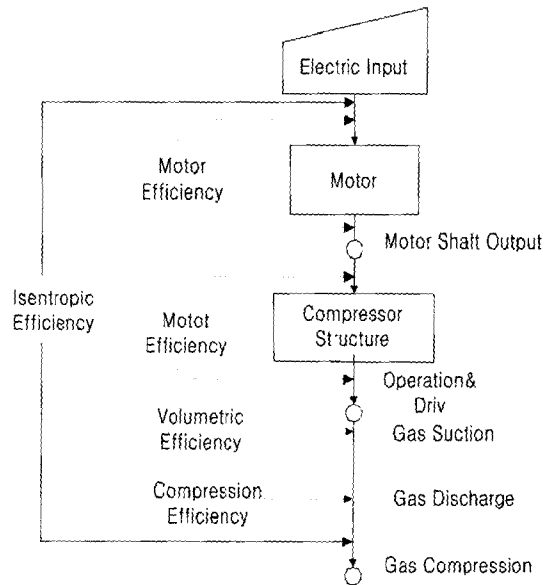 Electric Input
Motor
Efficiency
Motor
Motor Shaft Output
Isentropic
Efficiency
Motot
Efficiency
Compressor
Structure
Operation&
Driv
Volumetric
Efficiency
Gas Suction
Compression
Efficiency
Gas Discharge
Gas Compression